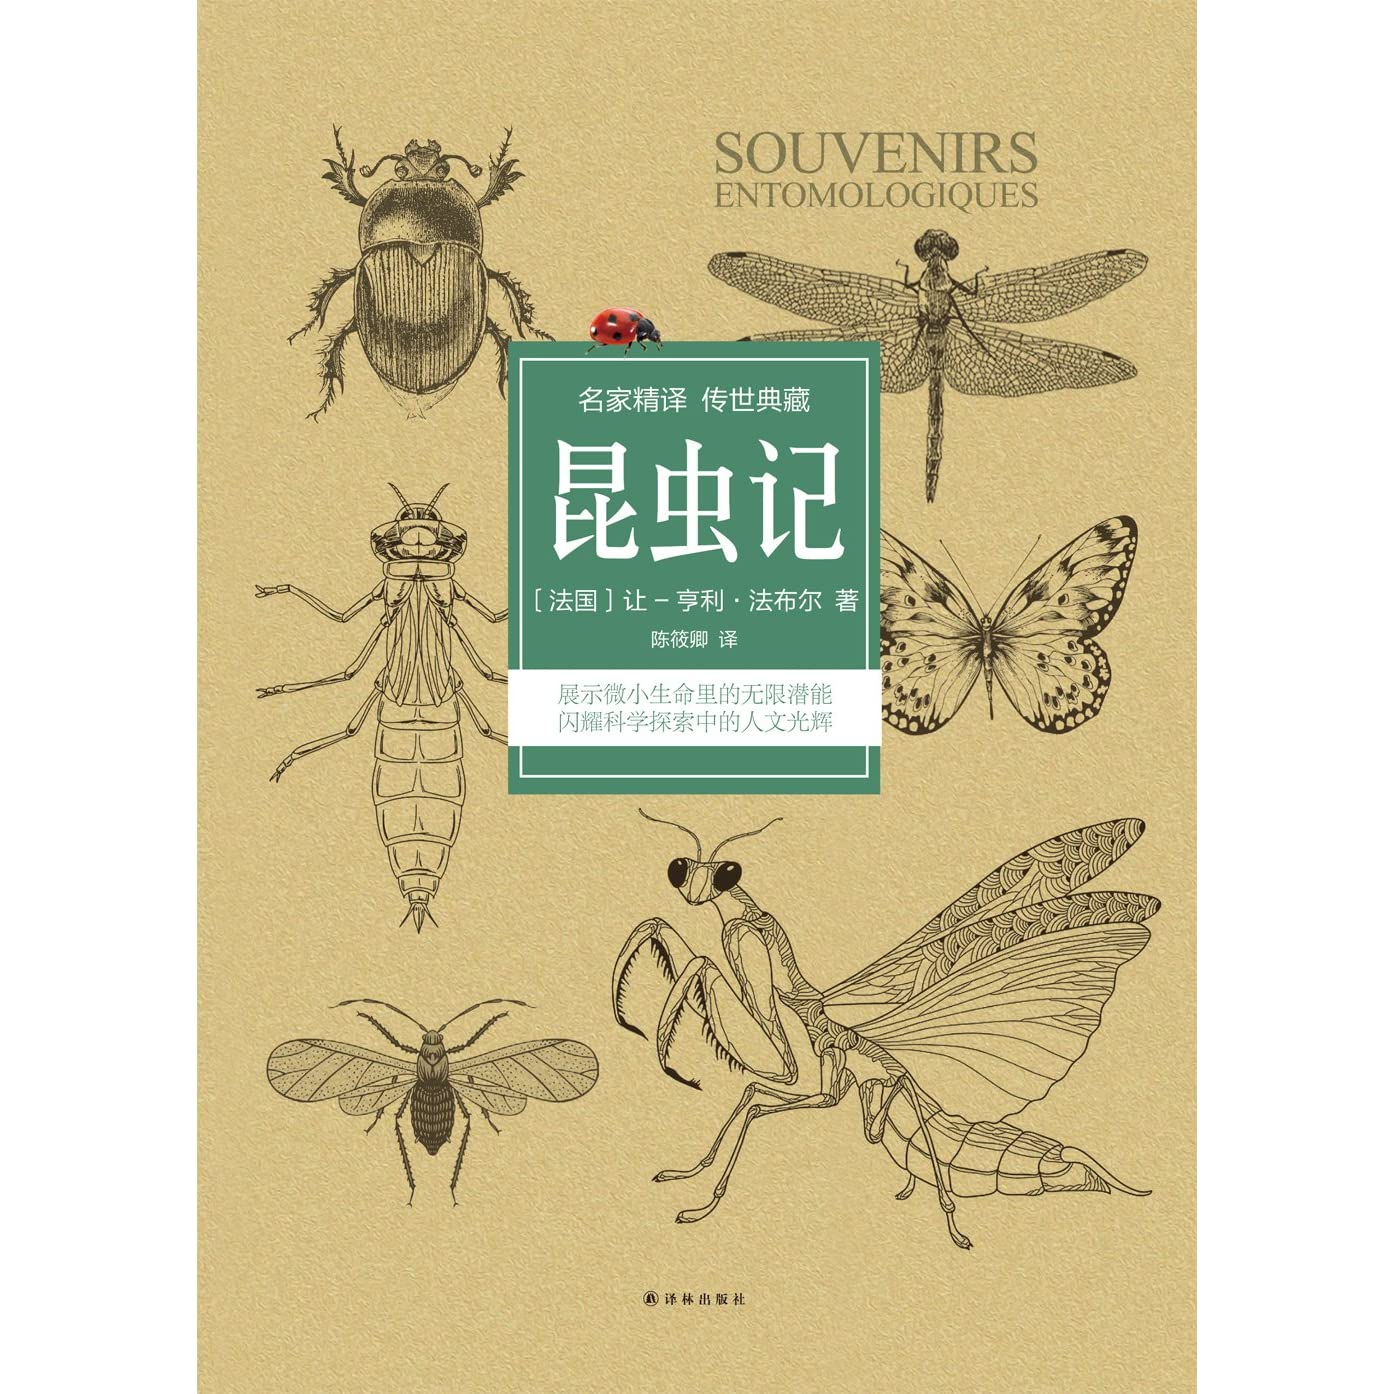 SOUVENIRS
ENTOMOLOGIQUES
名家精译 传世典藏
昆虫记
［法国］让－亨利·法布尔 著
陈筱卿 译
展示微小生命里的无限潜能
闪耀科学探索中的人文光辉
译林出版社